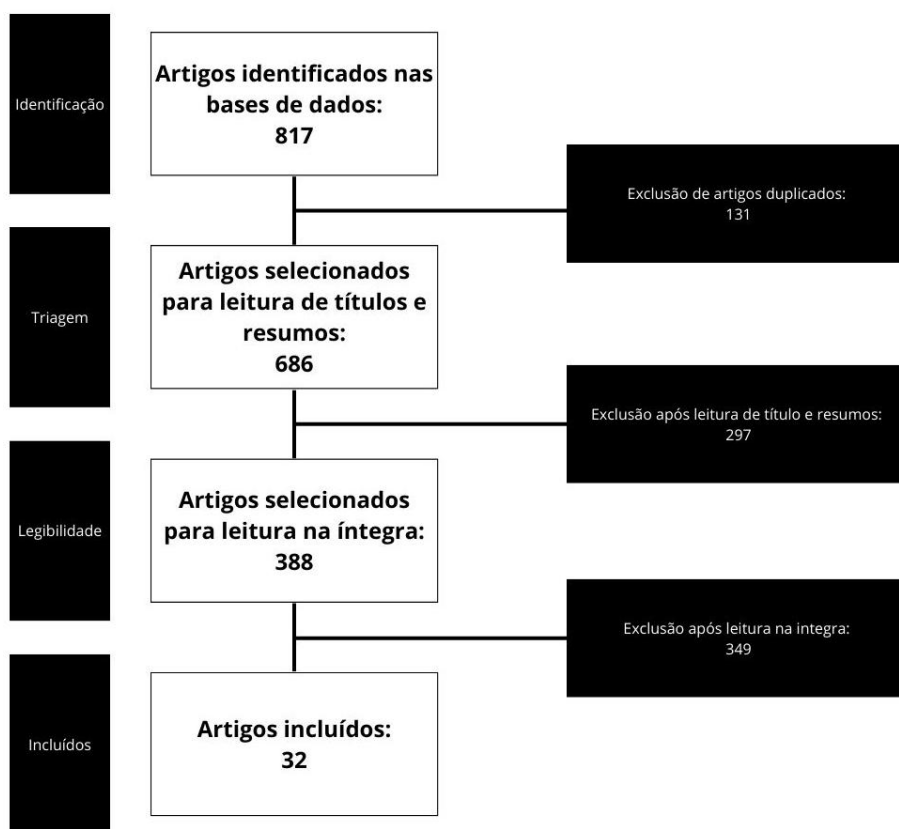 Identificação
Artigos identificados nas
bases de dados:
817
Exclusão de artigos duplicados:
131
Triagem
Artigos selecionados
para leitura de títulos e
resumos:
686
Exclusão após leitura de título e resumos:
297
Legibilidade
Artigos selecionados
para leitura na íntegra:
388
Exclusão após leitura na integra:
349
Incluídos
Artigos incluídos:
32